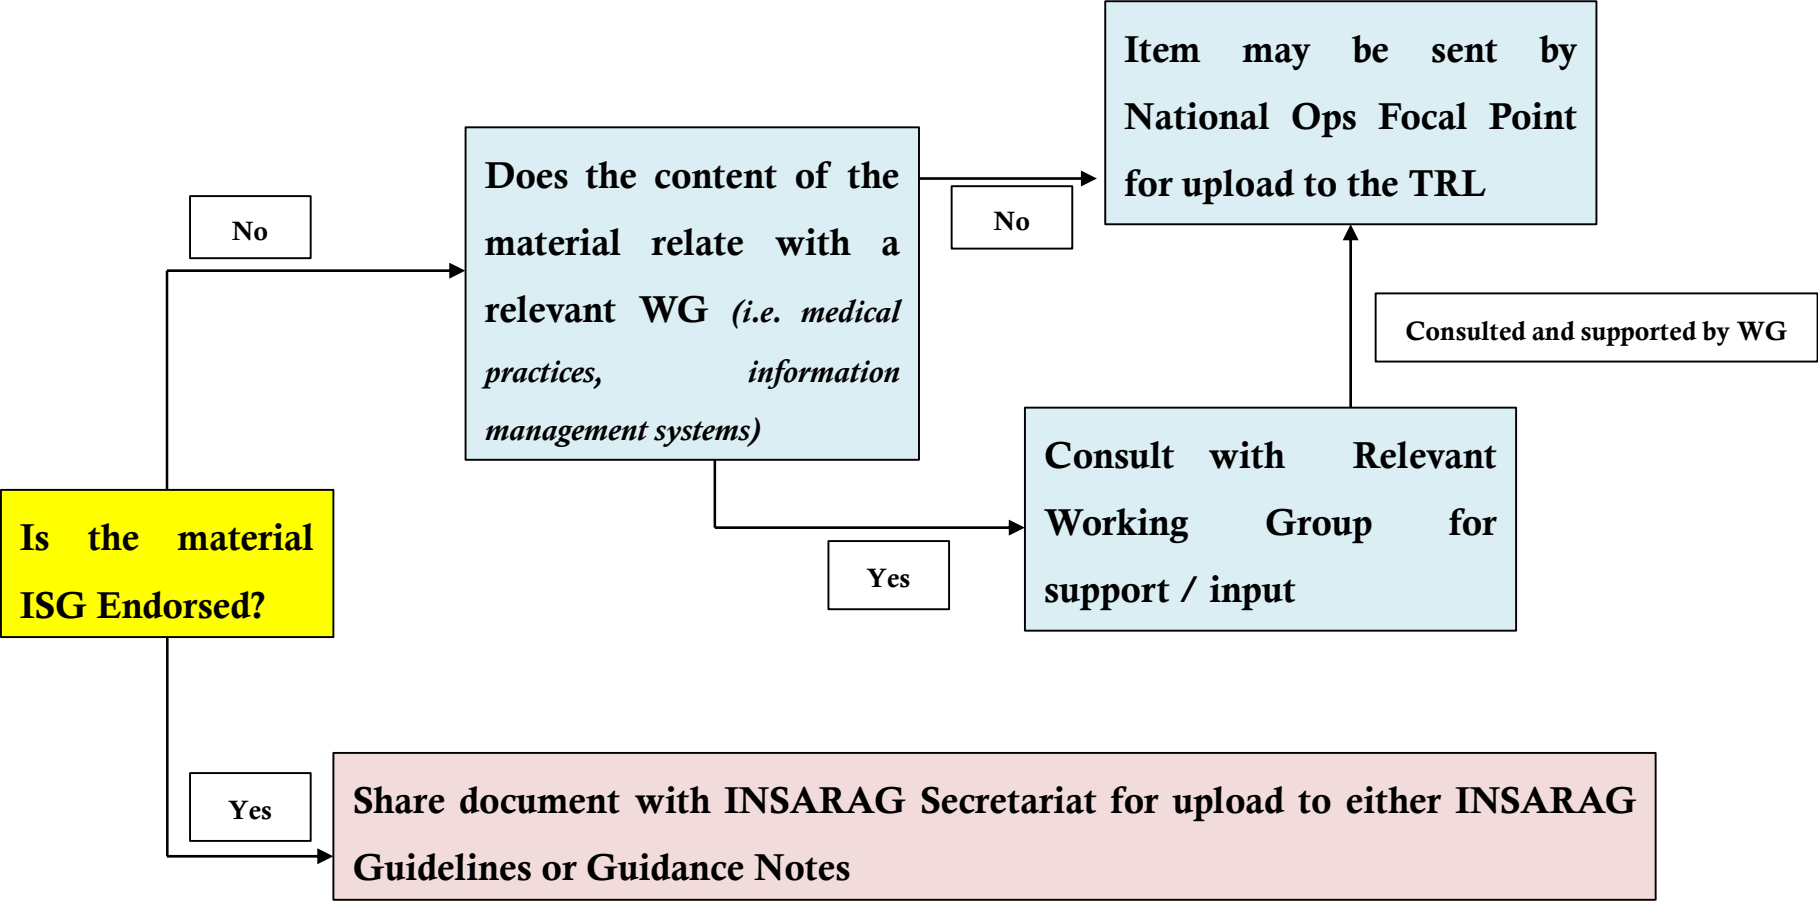 Item may be sent by
National Ops Focal Point
for upload to the TRL
Does the content of the
material relate with a
relevant WG (i.e. medical
practices, information
management systems)
No
No
Consulted and supported by WG
Consult with Relevant
Working Group for
support / input
Yes
Is the material
ISG Endorsed?
Yes
Share document with INSARAG Secretariat for upload to either INSARAG
Guidelines or Guidance Notes